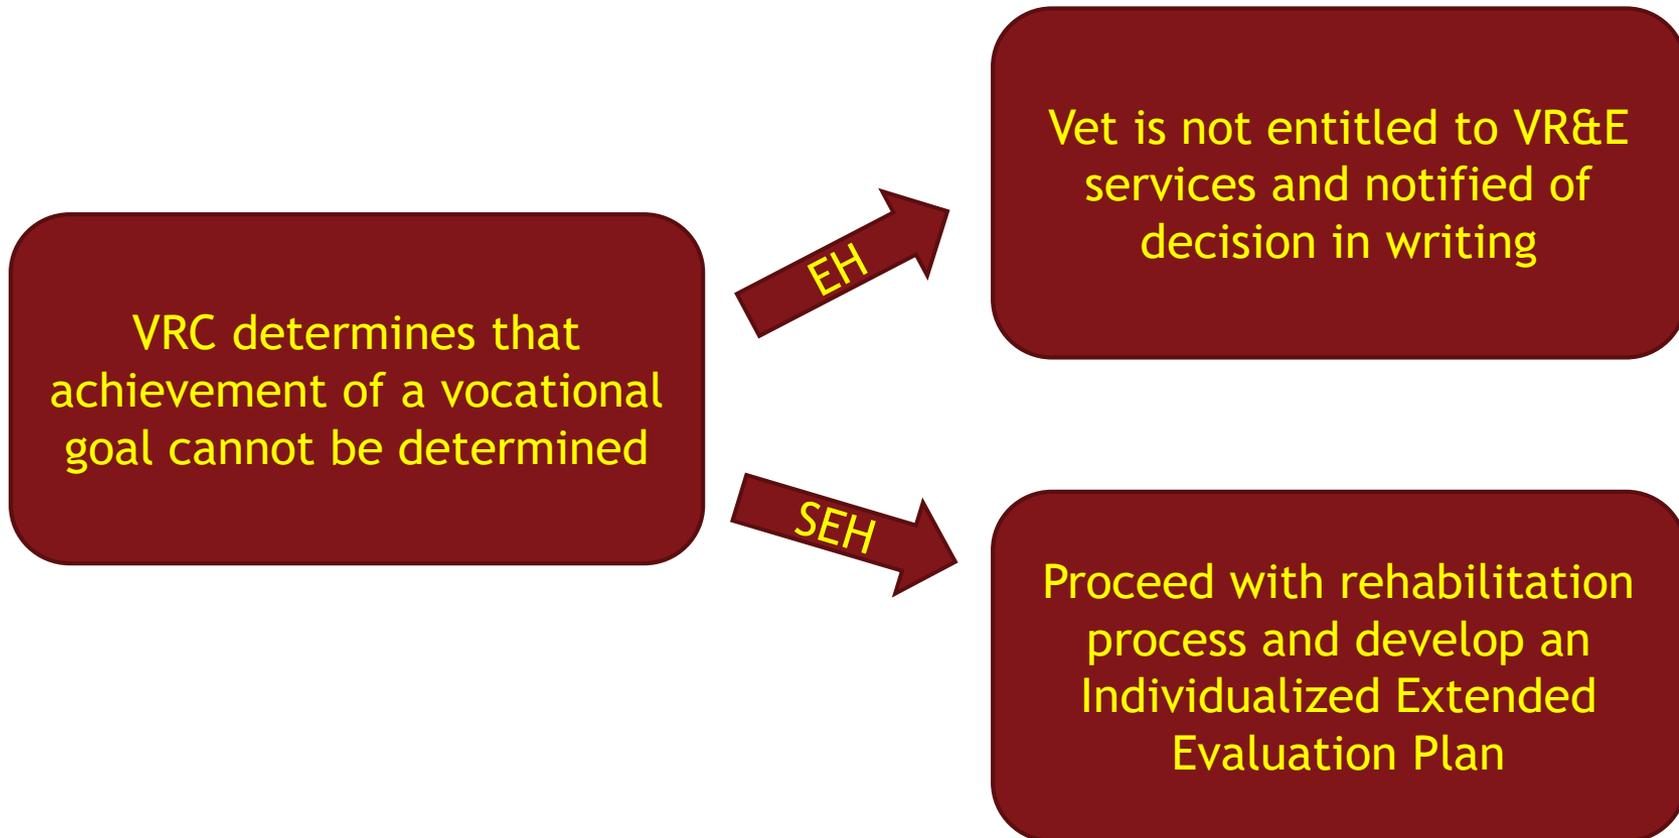 VRC determines that
achievement of a vocational
goal cannot be determined
EH
Vet is not entitled to VR&E
services and notified of
decision in writing
SEH
Proceed with rehabilitation
process and develop an
Individualized Extended
Evaluation Plan